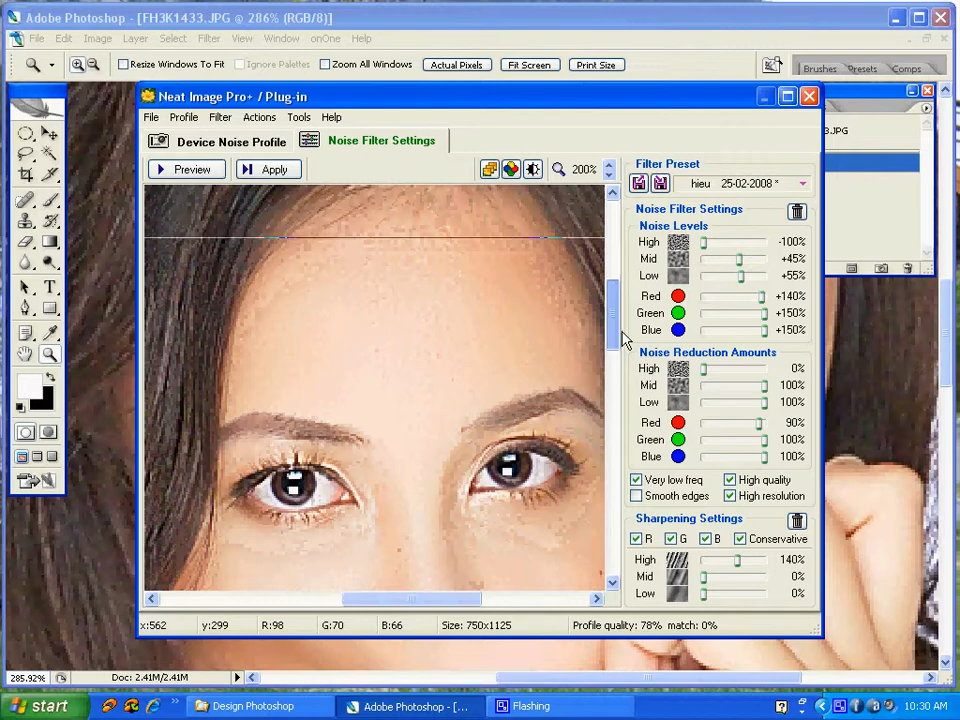 Adobe Photoshop - [FH3K1433.JPG @ 286% (RGB/8)]
File Edit Image Layer Select Filter View Window onOne Help
Resize Windows To Fit Ignore Palettes Zoom All Windows Actual Pixels Fit Screen Print Size Brushes Presets Comps
Neat Image Pro+ / Plug-in
File Profile Filter Actions Tools Help
Device Noise Profile Noise Filter Settings
Preview Apply 200%
Filter Preset
hieu 25-02-2008 *
Noise Filter Settings
Noise Levels
High -100%
Mid +45%
Low +55%
Red +140%
Green +150%
Blue +150%
Noise Reduction Amounts
High 0%
Mid 100%
Low 100%
Red 90%
Green 100%
Blue 100%
Very low freq High quality
Smooth edges High resolution
Sharpening Settings
R G B Conservative
High 140%
Mid 0%
Low 0%
x:562 y:299 R:98 G:70 B:66 Size: 750x1125 Profile quality: 78% match: 0%
.JPG
T
285.92% Doc: 2.41M/2.41M
start Design Photoshop Adobe Photoshop - [... Flashing 10:30 AM